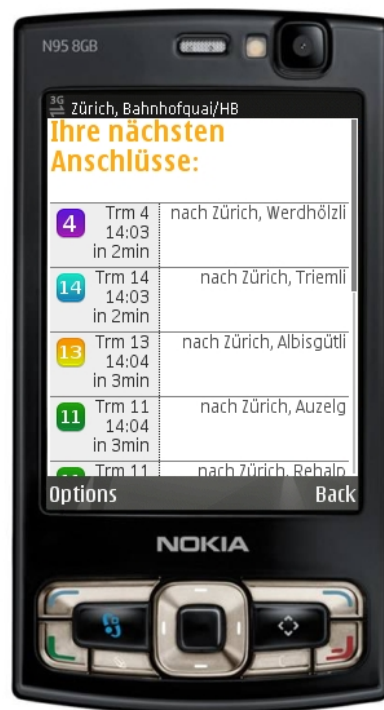 N95 8GB
3G
Zürich, Bahnhofquai/HB
Ihre nächsten
Anschlüsse:
4 Trm 4 nach Zürich, Werdhölzli
14:03
in 2min
14 Trm 14 nach Zürich, Triemli
14:03
in 2min
13 Trm 13 nach Zürich, Albisgütli
14:04
in 3min
11 Trm 11 nach Zürich, Auzelg
14:04
in 3min
11 Trm 11 nach Zürich, Rehalp
Options Back
NOKIA